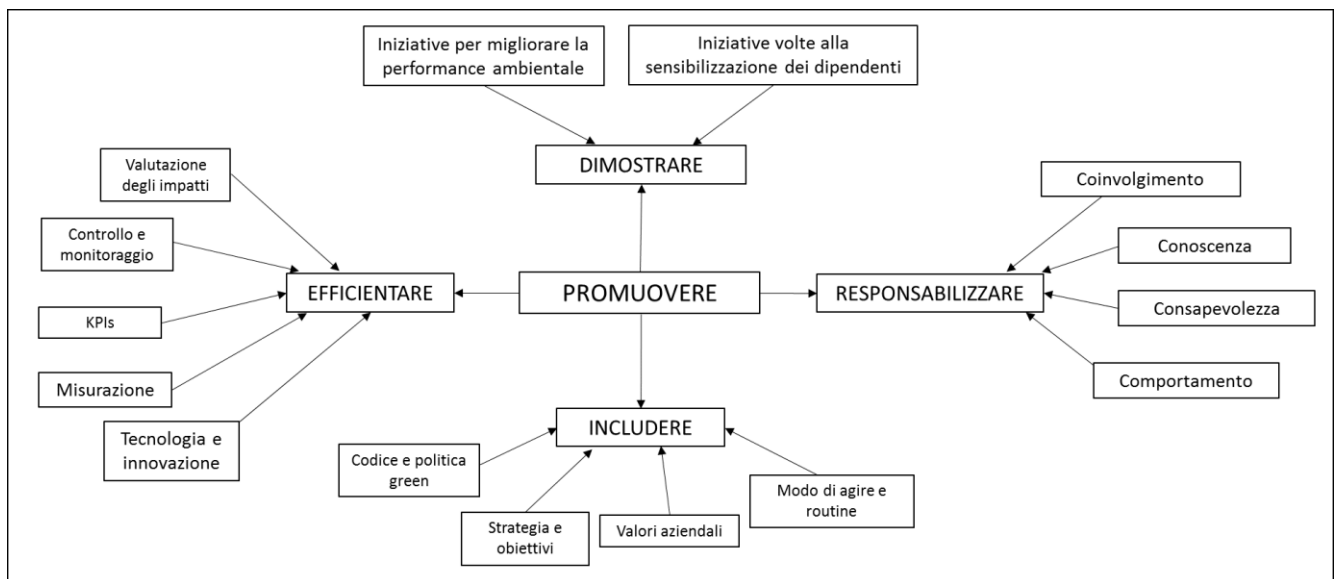 Iniziative per migliorare la
performance ambientale
Iniziative volte alla
sensibilizzazione dei dipendenti
DIMOSTRARE
Valutazione
degli impatti
Controllo e
monitoraggio
KPIs
Misurazione
Tecnologia e
innovazione
EFFICIENTARE
PROMUOVERE
RESPONSABILIZZARE
Coinvolgimento
Conoscenza
Consapevolezza
Comportamento
INCLUDERE
Codice e politica
green
Strategia e
obiettivi
Valori aziendali
Modo di agire e
routine